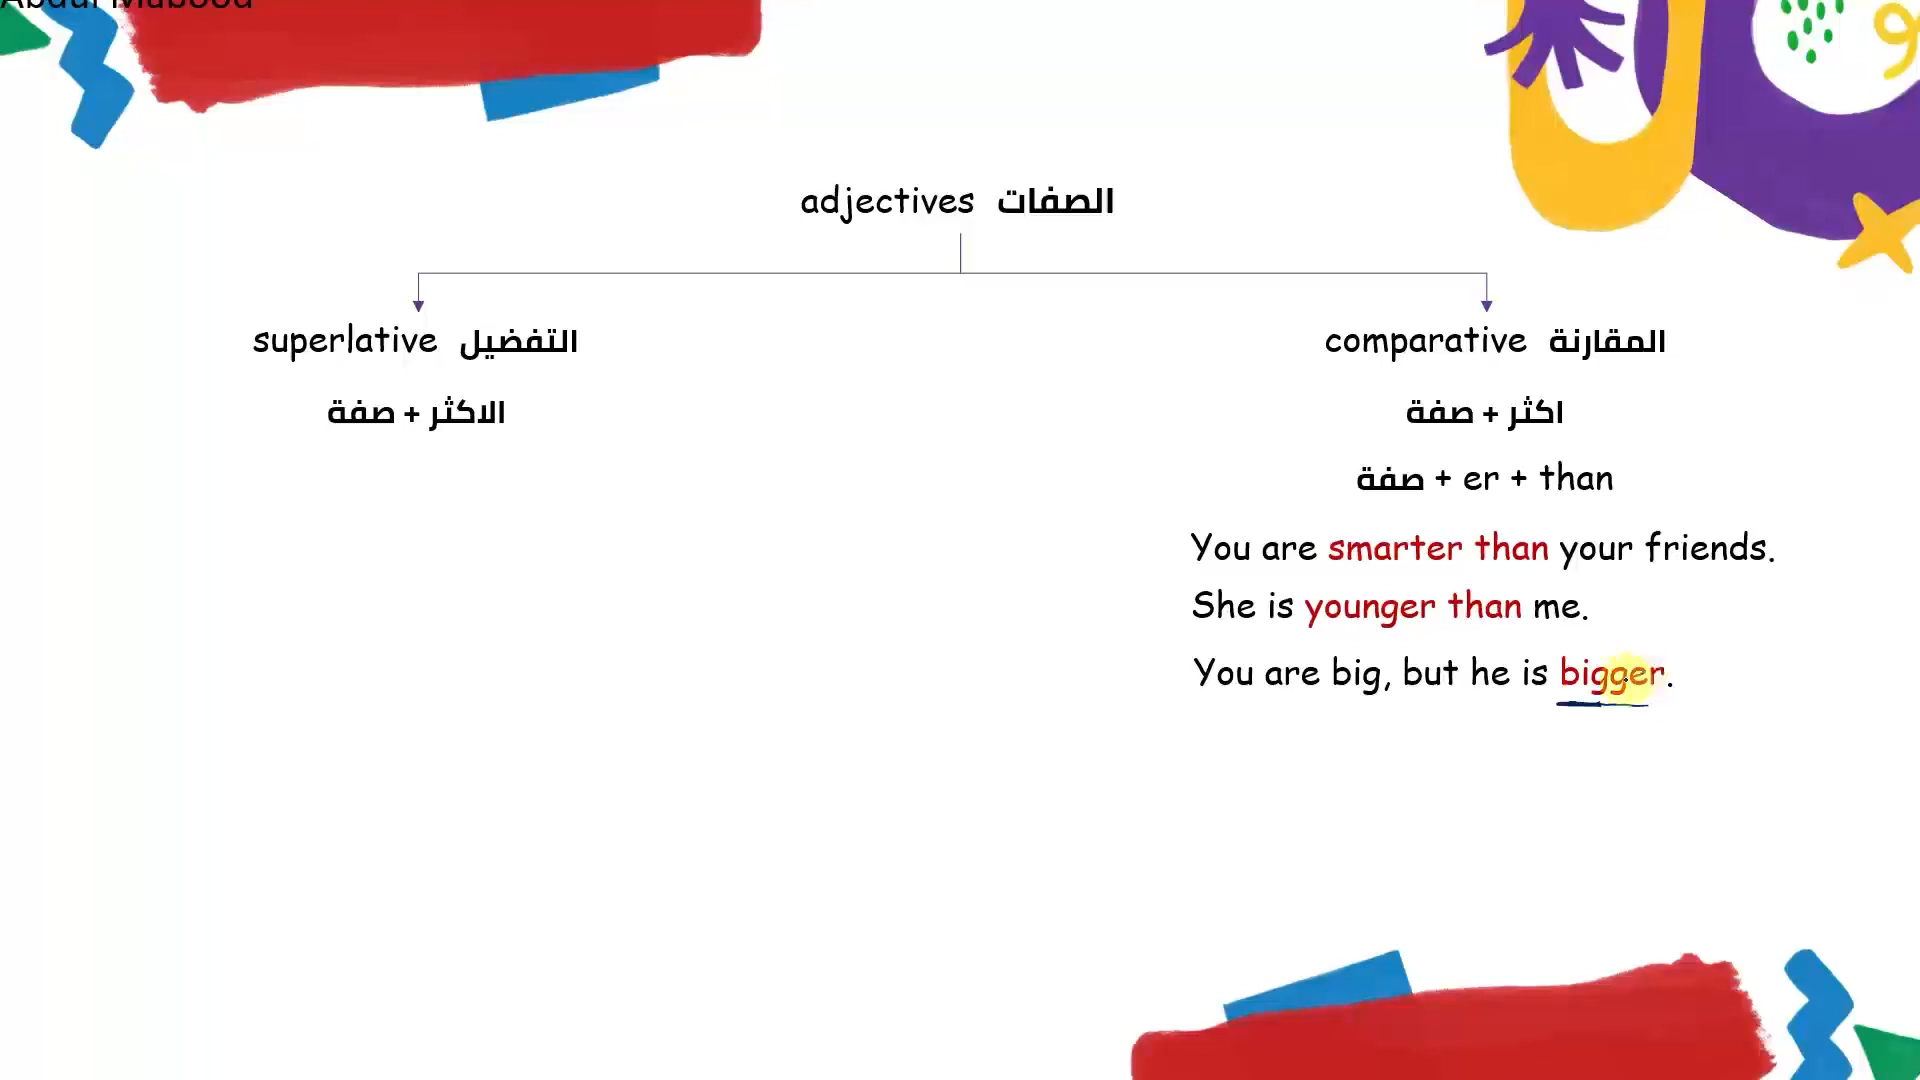 adjectives الصفات
superlative التفضيل
الاكثر + صفة
comparative المقارنة
اكثر + صفة
صفة + er + than
You are smarter than your friends.
She is younger than me.
You are big, but he is bigger.